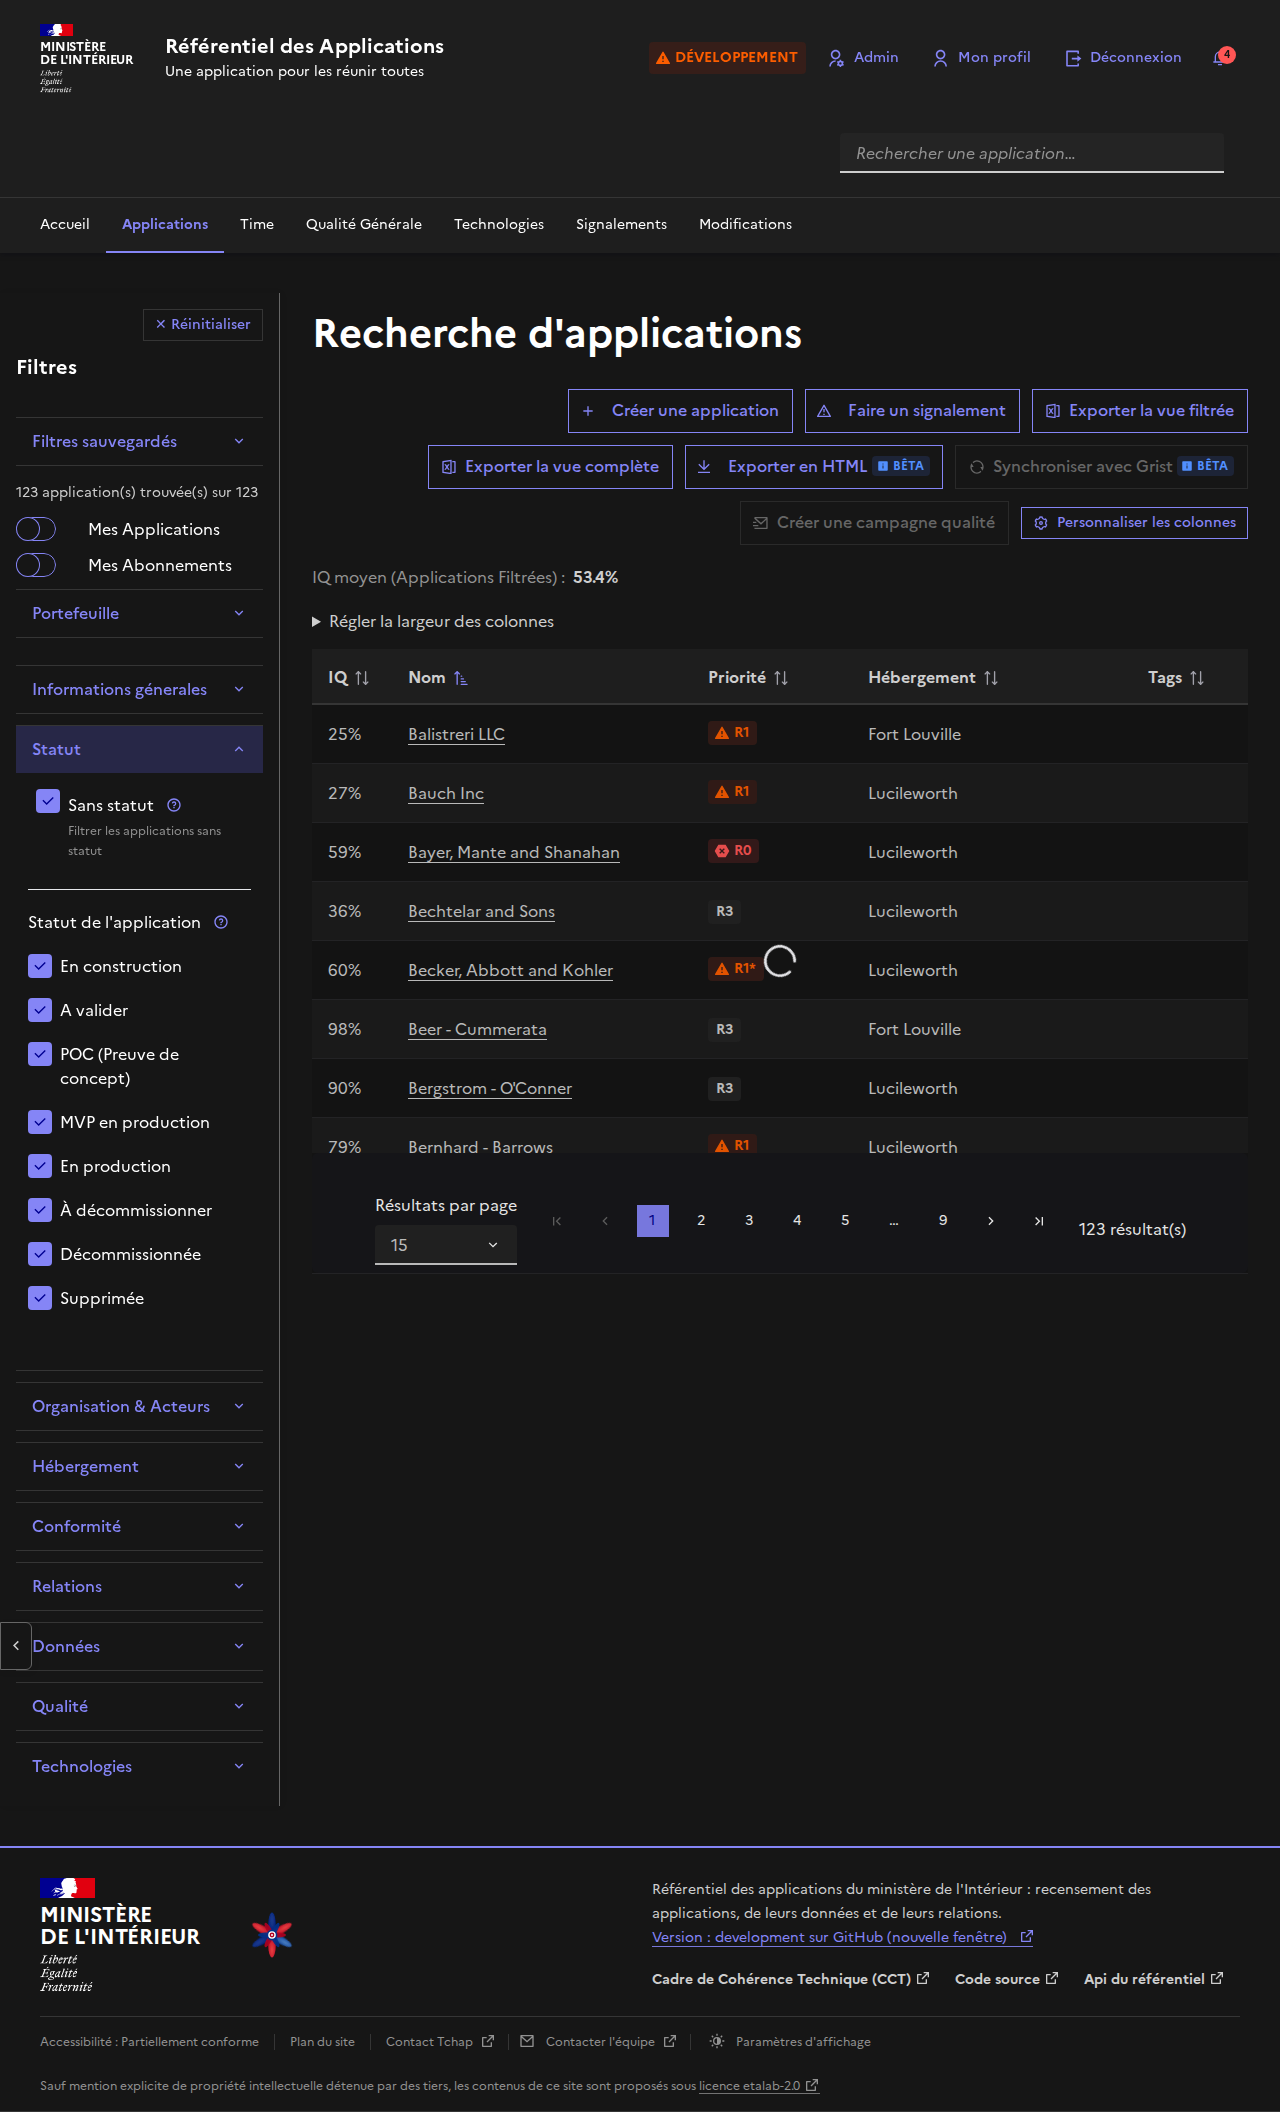 MINISTÈRE
DE L'INTÉRIEUR
Liberté
Égalité
Fraternité
Référentiel des Applications
Une application pour les réunir toutes
DÉVELOPPEMENT
Admin
Mon profil
Déconnexion
4
Rechercher une application...
Accueil
Applications
Time
Qualité Générale
Technologies
Signalements
Modifications
Réinitialiser
Filtres
Filtres sauvegardés
123 application(s) trouvée(s) sur 123
Mes Applications
Mes Abonnements
Portefeuille
Informations génerales
Statut
Sans statut
Filtrer les applications sans
statut
Statut de l'application
En construction
A valider
POC (Preuve de
concept)
MVP en production
En production
À décommissionner
Décommissionnée
Supprimée
Organisation & Acteurs
Hébergement
Conformité
Relations
Données
Qualité
Technologies
Recherche d'applications
Créer une application
Faire un signalement
Exporter la vue filtrée
Exporter la vue complète
Exporter en HTML BÊTA
Synchroniser avec Grist BÊTA
Créer une campagne qualité
Personnaliser les colonnes
IQ moyen (Applications Filtrées) : 53.4%
Régler la largeur des colonnes
IQ Nom Priorité Hébergement Tags
25% Balistreri LLC R1 Fort Louville
27% Bauch Inc R1 Lucileworth
59% Bayer, Mante and Shanahan R0 Lucileworth
36% Bechtelar and Sons R3 Lucileworth
60% Becker, Abbott and Kohler R1* Lucileworth
98% Beer - Cummerata R3 Fort Louville
90% Bergstrom - O'Conner R3 Lucileworth
79% Bernhard - Barrows R1 Lucileworth
Résultats par page
15
1 2 3 4 5 … 9
123 résultat(s)
MINISTÈRE
DE L'INTÉRIEUR
Liberté
Égalité
Fraternité
Référentiel des applications du ministère de l'Intérieur : recensement des
applications, de leurs données et de leurs relations.
Version : development sur GitHub (nouvelle fenêtre)
Cadre de Cohérence Technique (CCT)
Code source
Api du référentiel
Accessibilité : Partiellement conforme
Plan du site
Contact Tchap
Contacter l'équipe
Paramètres d'affichage
Sauf mention explicite de propriété intellectuelle détenue par des tiers, les contenus de ce site sont proposés sous licence etalab-2.0